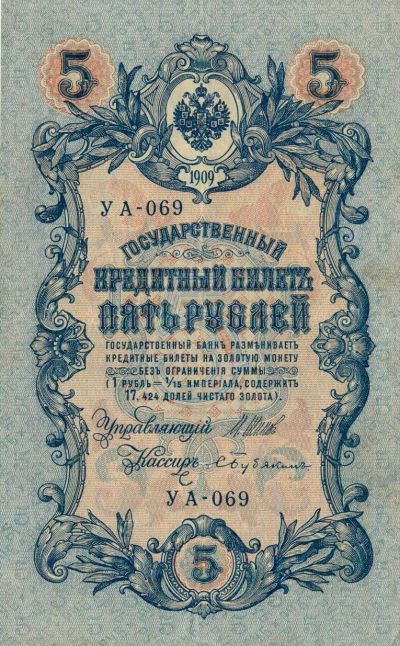 5 5
1909
УА-069
ГОСУДАРСТВЕННЫЙ
КРЕДИТНЫЙ БИЛЕТЪ
ПЯТЬ РУБЛЕЙ
ГОСУДАРСТВЕННЫЙ БАНКЪ РАЗМѢНИВАЕТЪ
КРЕДИТНЫЕ БИЛЕТЫ НА ЗОЛОТУЮ МОНЕТУ
БЕЗЪ ОГРАНИЧЕНІЯ СУММЫ
(1 РУБЛЬ — 1/15 ИМПЕРІАЛА, СОДЕРЖИТЪ
17,424 ДОЛЕЙ ЧИСТАГО ЗОЛОТА).
Управляющій
Кассиръ
УА-069
5